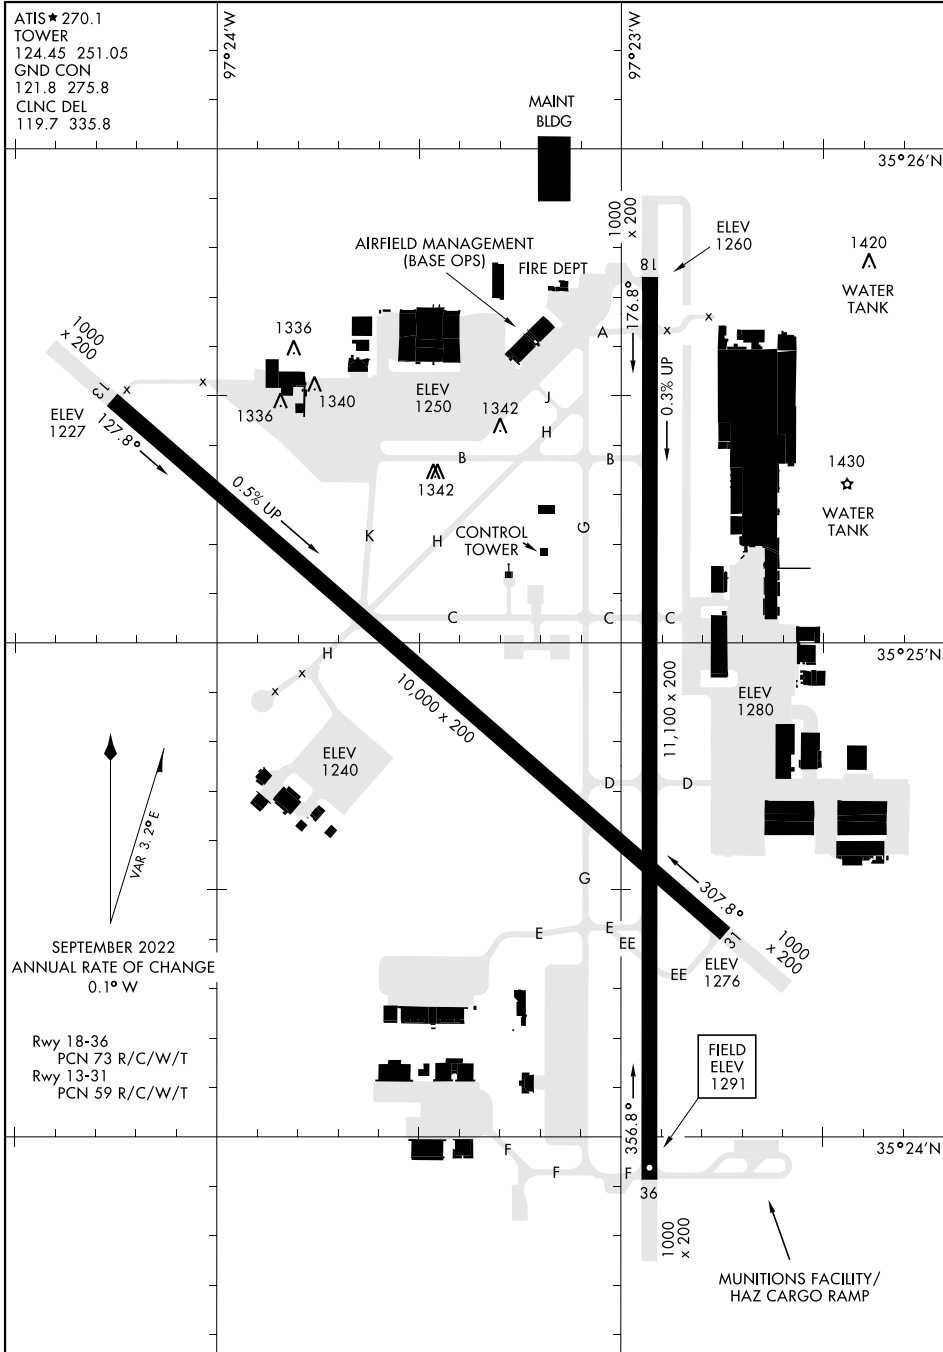 ATIS★270.1
TOWER
124.45 251.05
GND CON
121.8 275.8
CLNC DEL
119.7 335.8
97°24'W
97°23'W
MAINT
BLDG
35°26'N
1000
x 200
ELEV
1260
AIRFIELD MANAGEMENT
(BASE OPS)
FIRE DEPT
18
1420
WATER
TANK
176.8°
A
x
x
1000
x 200
1336
x
x
13
ELEV
1227
127.8°
1336
1340
ELEV
1250
0.3% UP
J
1342
H
B
B
1342
1430
WATER
TANK
0.5% UP
K
H
G
CONTROL
TOWER
C
C
C
H
35°25'N
x
x
10,000 x 200
11,100 x 200
ELEV
1280
ELEV
1240
D
D
VAR 3.2° E
G
307.8°
SEPTEMBER 2022
ANNUAL RATE OF CHANGE
0.1° W
E
E
EE
31
1000
x 200
EE
ELEV
1276
Rwy 18-36
PCN 73 R/C/W/T
Rwy 13-31
PCN 59 R/C/W/T
FIELD
ELEV
1291
356.8°
35°24'N
F
F
F
36
1000
x 200
MUNITIONS FACILITY/
HAZ CARGO RAMP